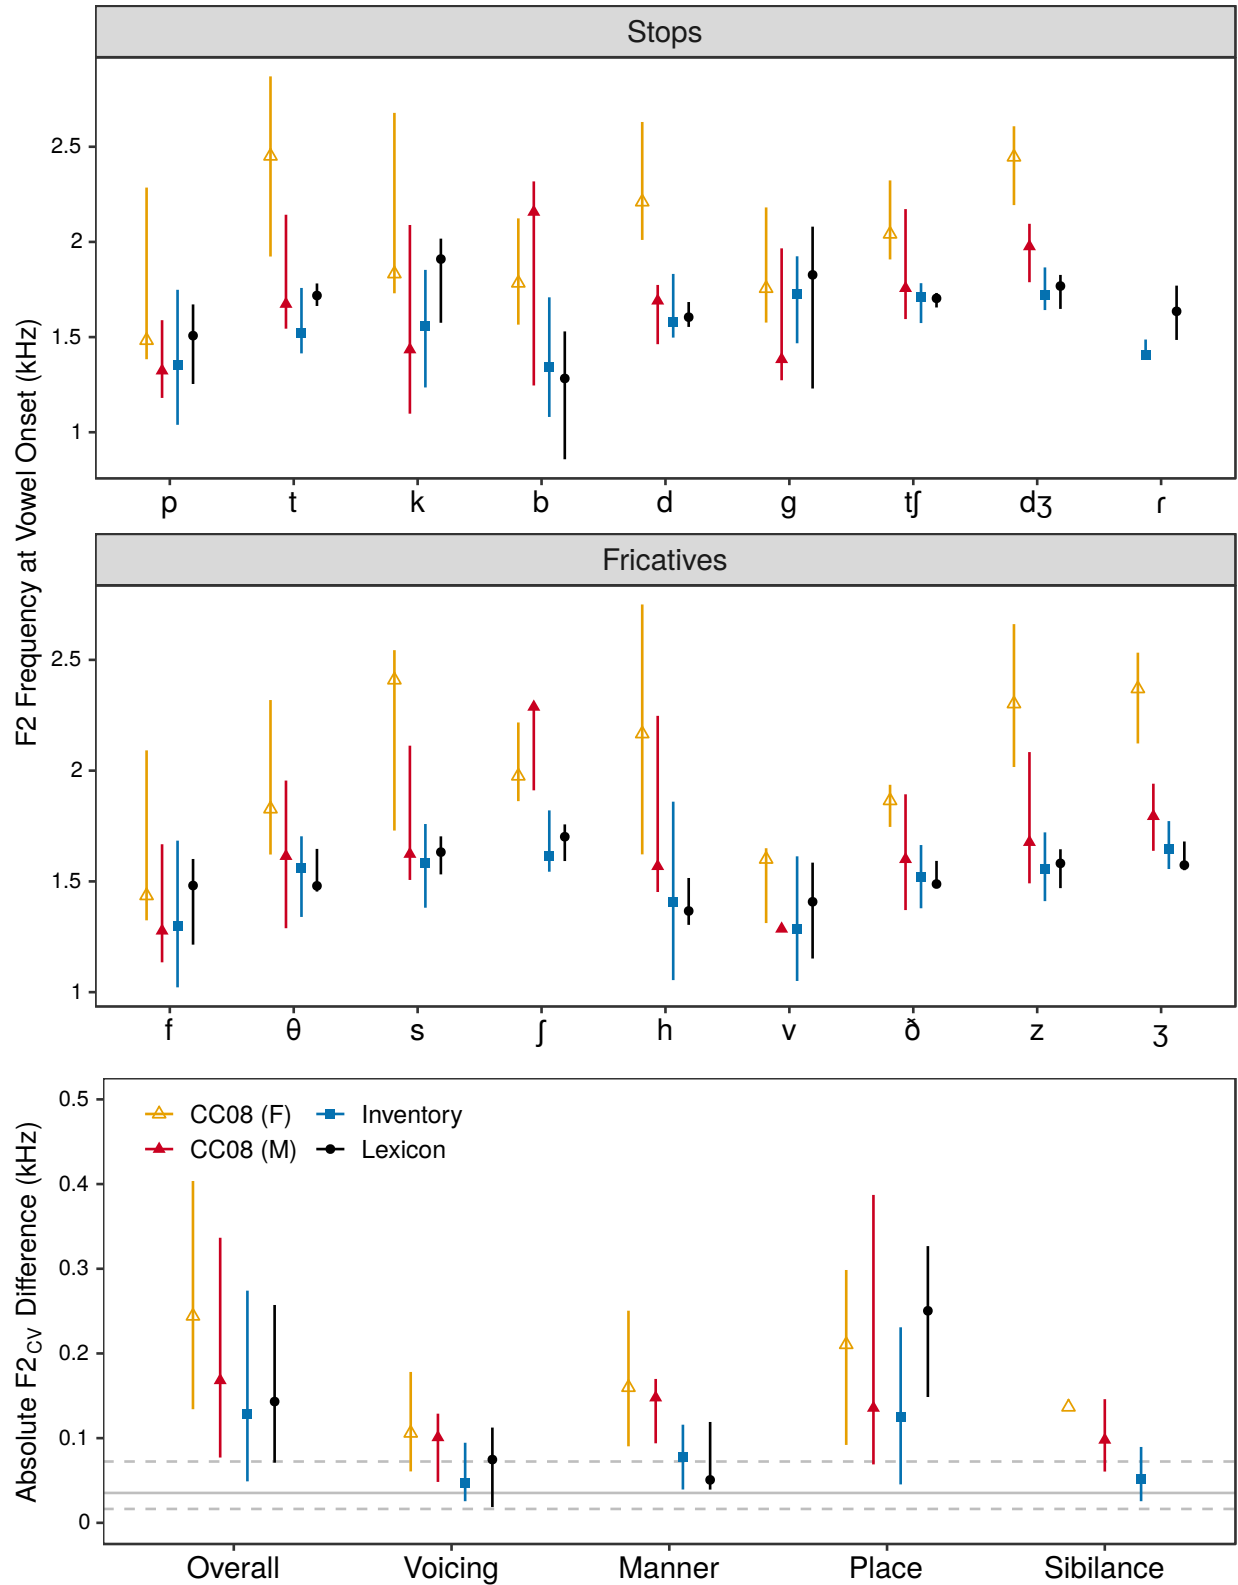 Stops
F2 Frequency at Vowel Onset (kHz)
2.5
2
1.5
1
p t k b d g tʃ dʒ ɾ
Fricatives
2.5
2
1.5
1
f θ s ʃ h v ð z ʒ
Absolute F2CV Difference (kHz)
0.5
0.4
0.3
0.2
0.1
0
CC08 (F) Inventory
CC08 (M) Lexicon
Overall Voicing Manner Place Sibilance